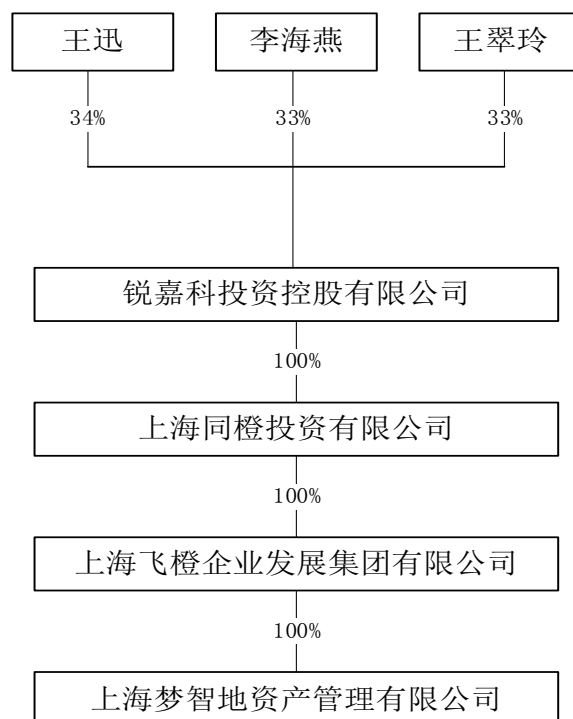 王迅 李海燕 王翠玲
34% 33% 33%
锐嘉科投资控股有限公司
100%
上海同橙投资有限公司
100%
上海飞橙企业发展集团有限公司
100%
上海梦智地资产管理有限公司